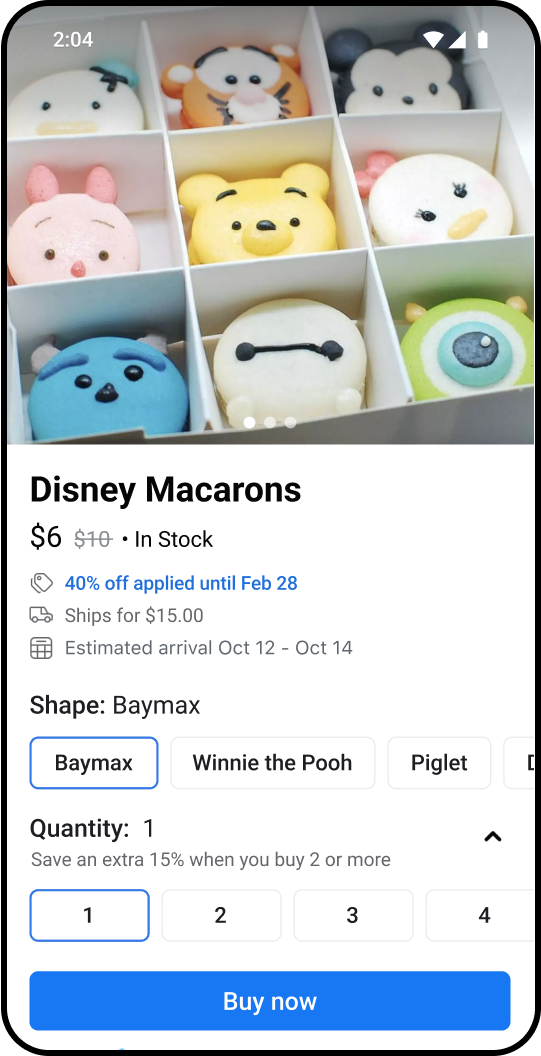 2:04
Disney Macarons
$6 $10 • In Stock
40% off applied until Feb 28
Ships for $15.00
Estimated arrival Oct 12 - Oct 14
Shape: Baymax
Baymax Winnie the Pooh Piglet
Quantity: 1
Save an extra 15% when you buy 2 or more
1 2 3 4
Buy now